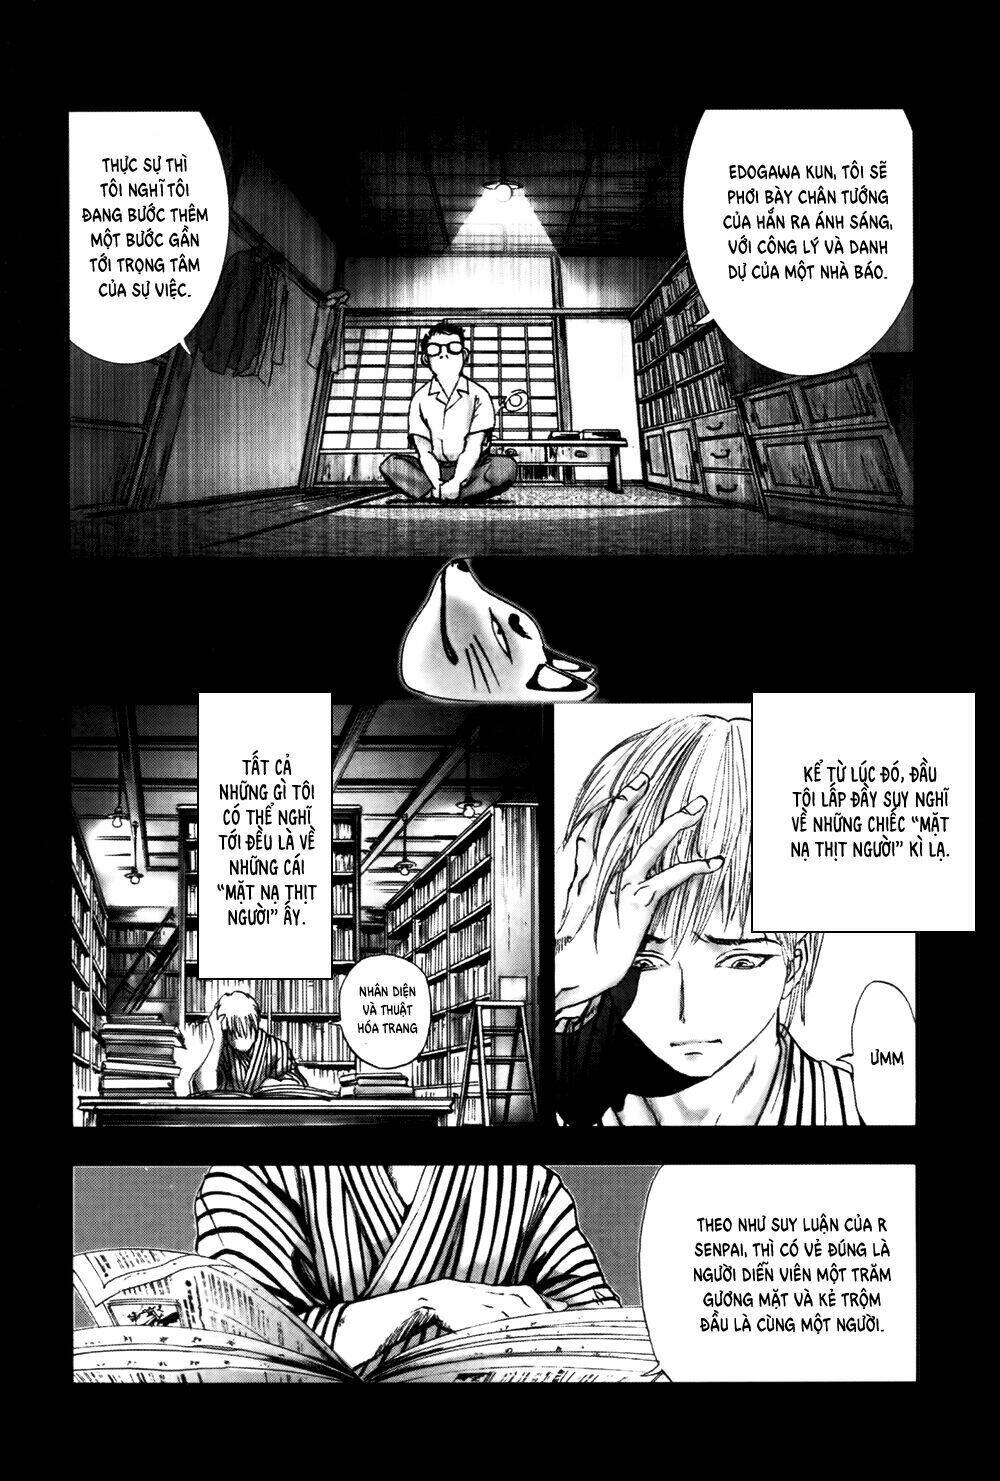 EDOGAWA KUN, TÔI SẼ
PHƠI BÀY CHÂN TƯỚNG
CỦA HẮN RA ÁNH SÁNG,
VỚI CÔNG LÝ VÀ DANH
DỰ CỦA MỘT NHÀ BÁO.
THỰC SỰ THÌ
TÔI NGHĨ TÔI
ĐANG BƯỚC THÊM
MỘT BƯỚC GẦN
TỚI TRỌNG TÂM
CỦA SỰ VIỆC.
KỂ TỪ LÚC ĐÓ, ĐẦU
TÔI LẤP ĐẦY SUY NGHĨ
VỀ NHỮNG CHIẾC "MẶT
NẠ THỊT NGƯỜI" KÌ LẠ.
ƯMM
TẤT CẢ
NHỮNG GÌ TÔI
CÓ THỂ NGHĨ
TỚI ĐỀU LÀ VỀ
NHỮNG CÁI
"MẶT NẠ THỊT
NGƯỜI" ẤY.
NHÂN DIỆN
VÀ THUẬT
HÓA TRANG
THEO NHƯ SUY LUẬN CỦA R
SENPAI, THÌ CÓ VẺ ĐÚNG LÀ
NGƯỜI DIỄN VIÊN MỘT TRĂM
GƯƠNG MẶT VÀ KẺ TRỘM
ĐẦU LÀ CÙNG MỘT NGƯỜI.